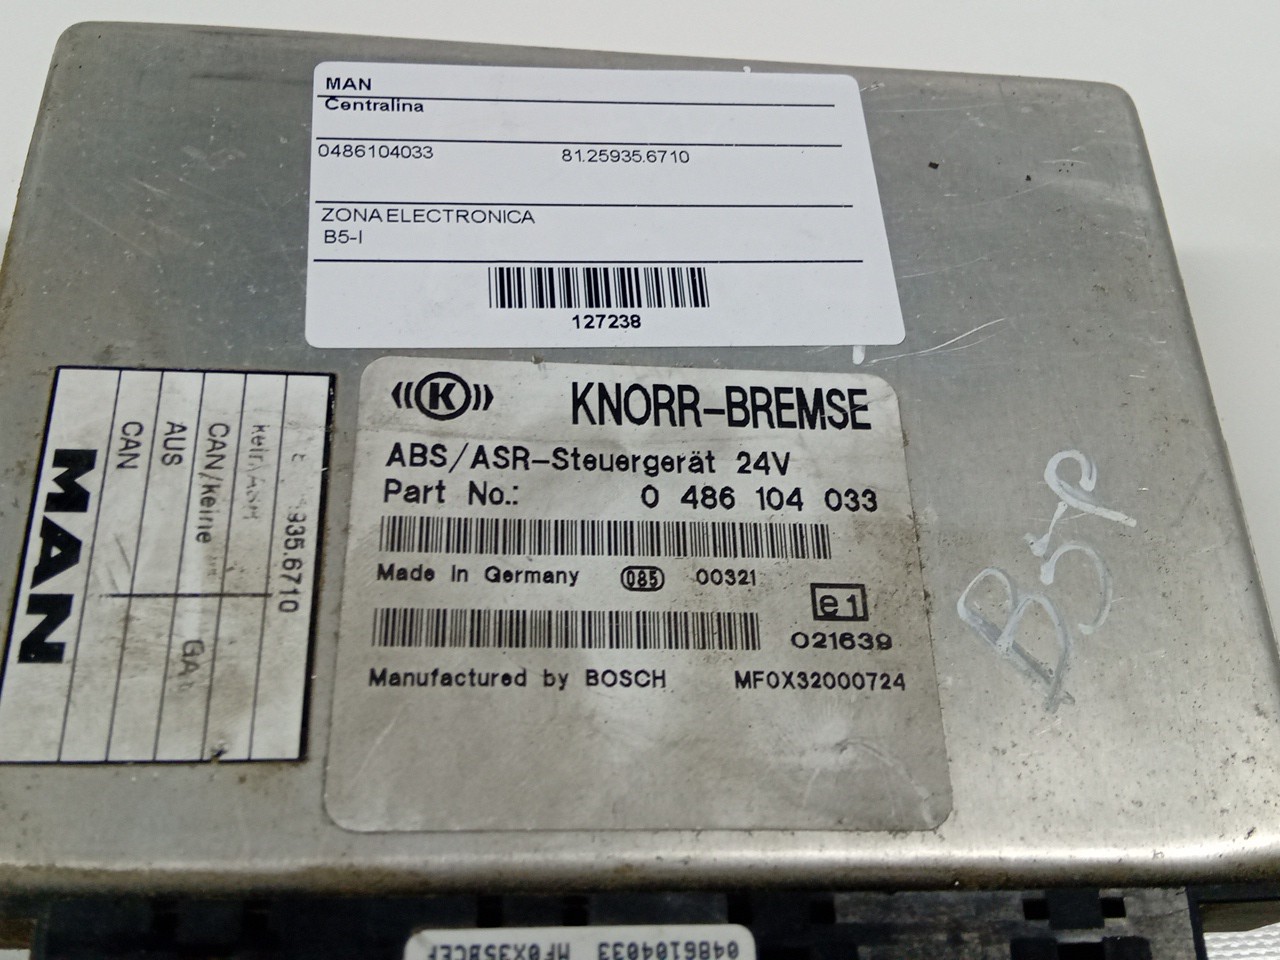 MAN
Centralina
0486104033 81.25935.6710
ZONA ELECTRONICA
B5-I
127238
K KNORR-BREMSE
ABS/ASR-Steuergerät 24V
Part No.: 0 486 104 033
Made in Germany 085 00321
e1
021639
Manufactured by BOSCH MF0X32000724
935.6710
CAN/keine
AUS
CAN
MAN
0486104033